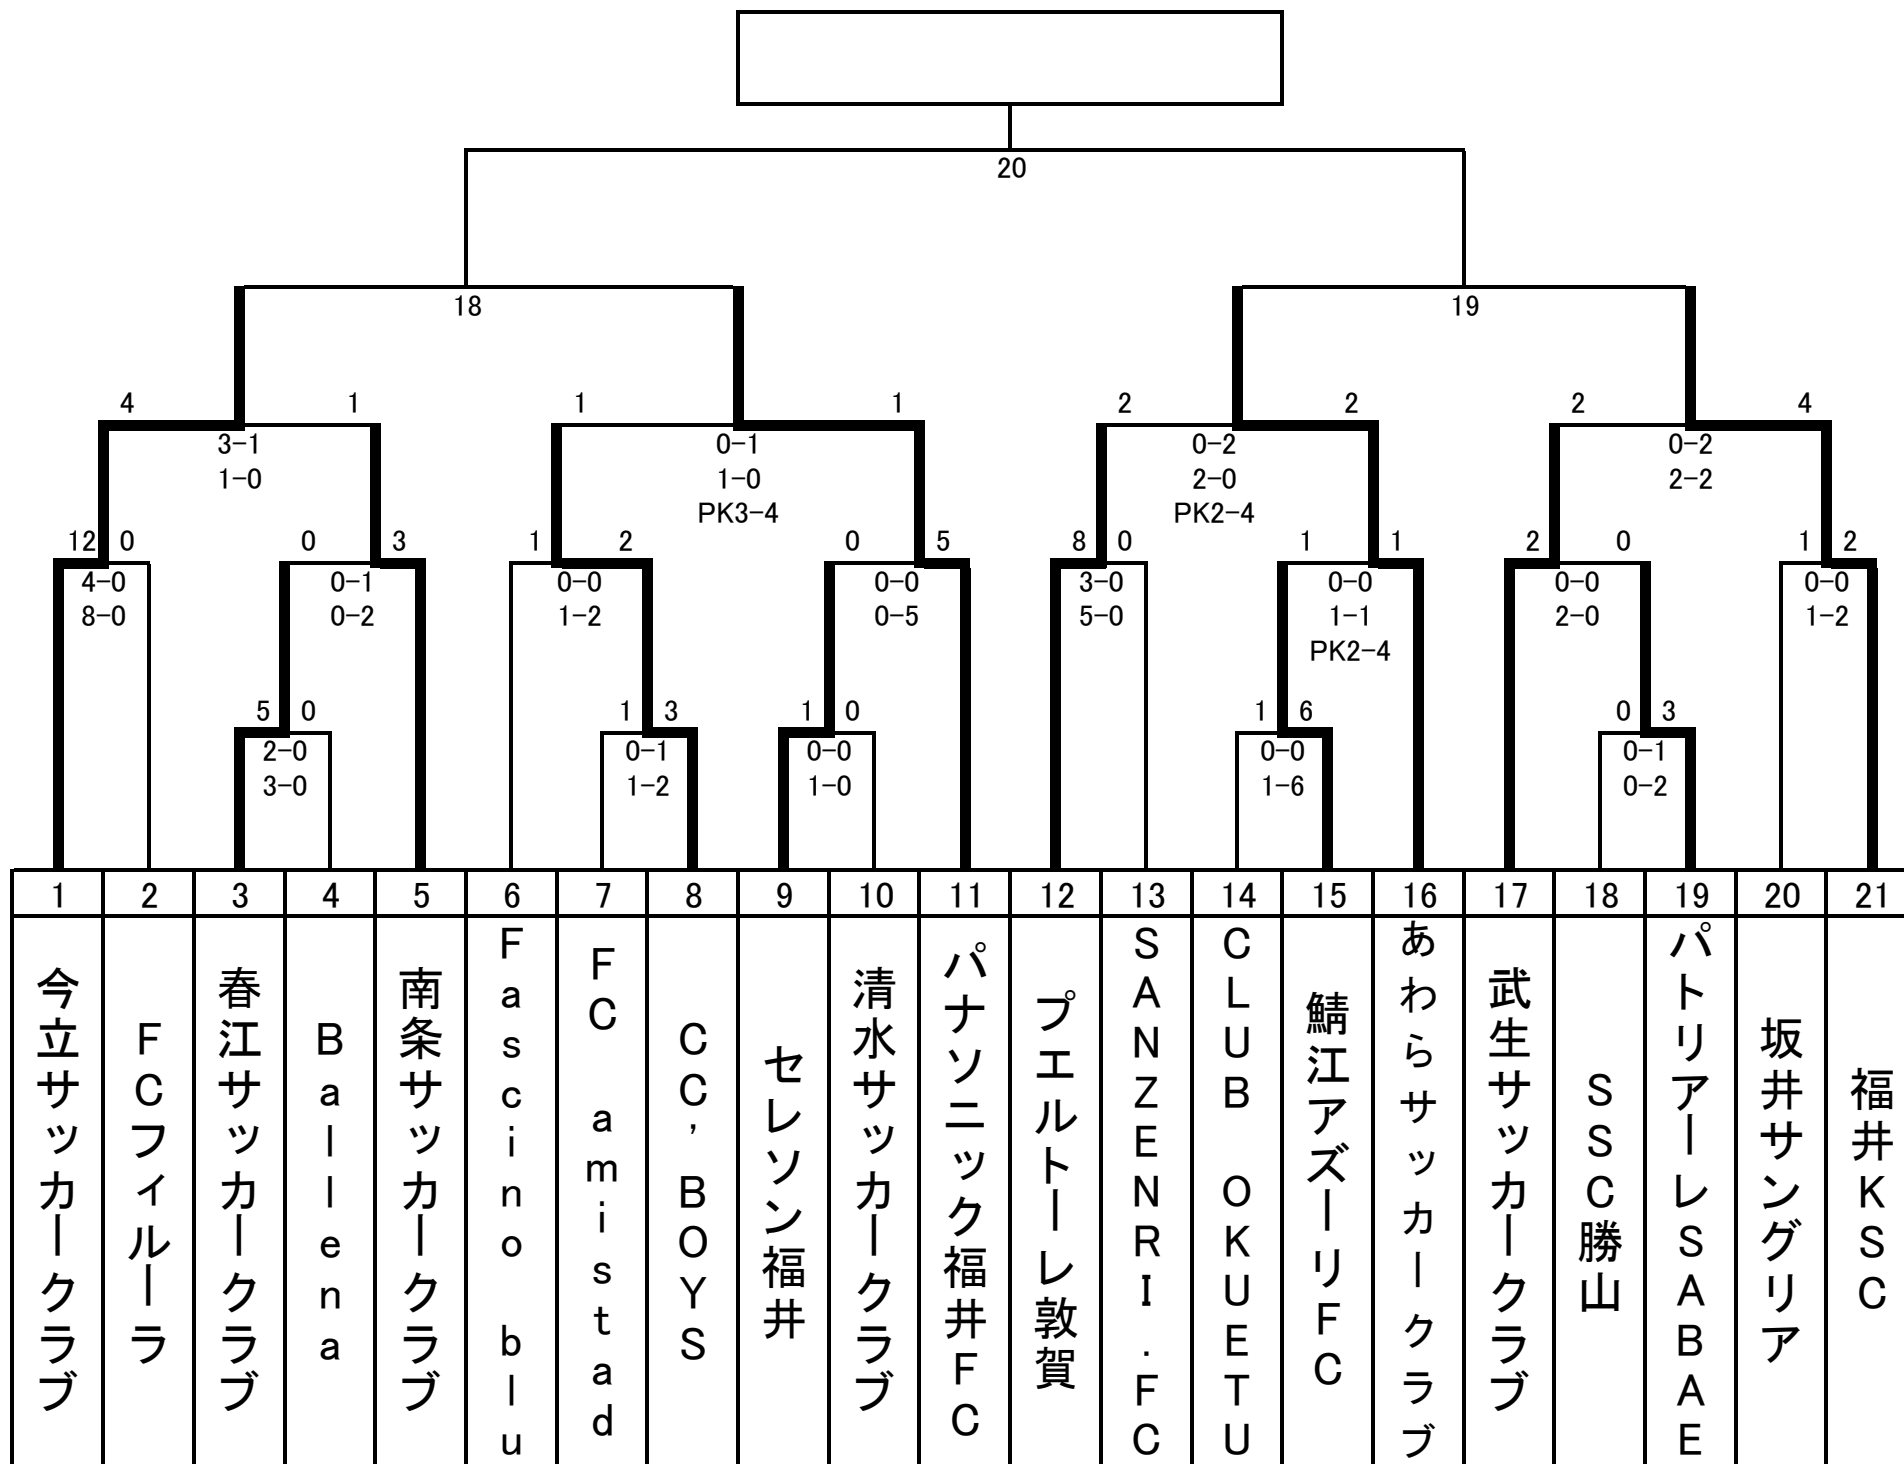 20
18
19
4 1 1 1 2 2 2 4
3-1 0-1 0-2 0-2
1-0 1-0 2-0 2-2
PK3-4 PK2-4
12 0 0 3 1 2 0 5 8 0 1 1 2 0 1 2
4-0 0-1 0-0 0-0 3-0 0-0 0-0 0-0
8-0 0-2 1-2 0-5 5-0 1-1 2-0 1-2
PK2-4
5 0 1 3 1 0 1 6 0 3
2-0 0-1 0-0 0-0 0-1
3-0 1-2 1-0 1-6 0-2
1 2 3 4 5 6 7 8 9 10 11 12 13 14 15 16 17 18 19 20 21
今立サッカークラブ
FCフィルーラ
春江サッカークラブ
Ballena
南条サッカークラブ
Fascino blu
FC amistad
CC'BOYS
セレソン福井
清水サッカークラブ
パナソニック福井FC
プエルトーレ敦賀
SANZENRI.FC
CLUB OKUETU
鯖江アズーリFC
あわらサッカークラブ
武生サッカークラブ
SSC勝山
パトリアーレSABAE
坂井サングリア
福井KSC